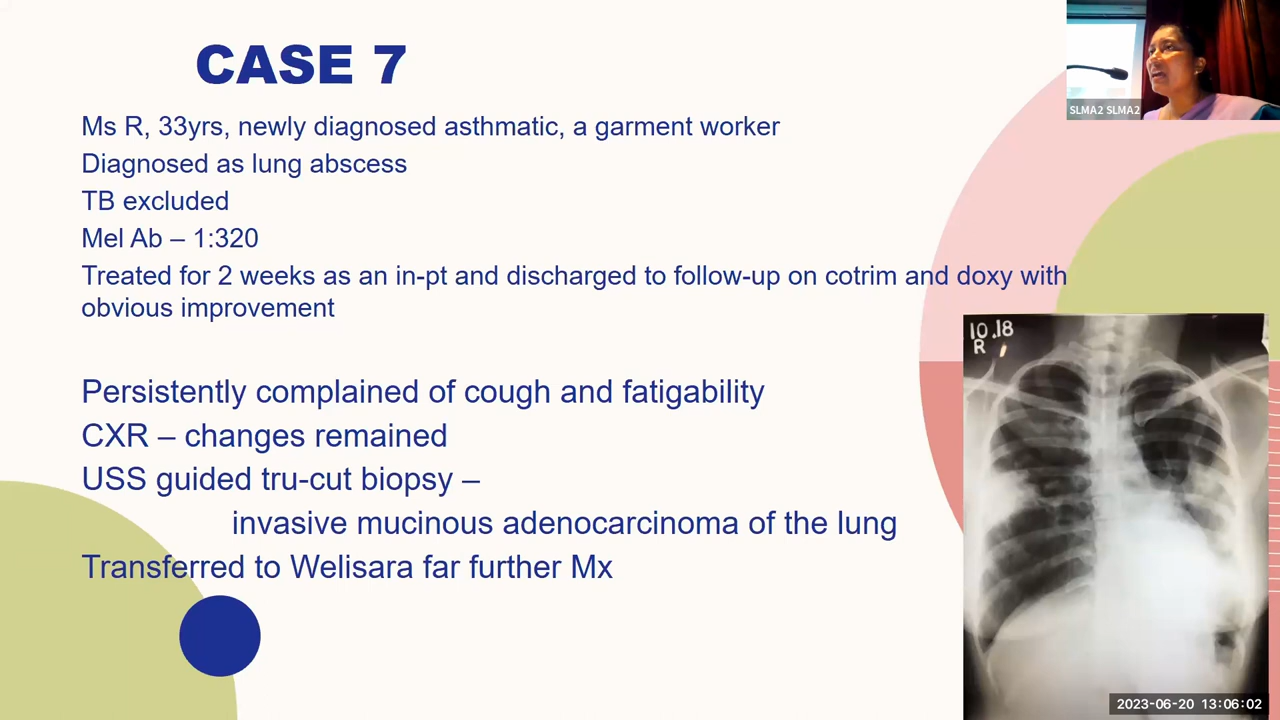 CASE 7
SLMA2 SLMA2
Ms R, 33yrs, newly diagnosed asthmatic, a garment worker
Diagnosed as lung abscess
TB excluded
Mel Ab – 1:320
Treated for 2 weeks as an in-pt and discharged to follow-up on cotrim and doxy with
obvious improvement
10.18
R
Persistently complained of cough and fatigability
CXR – changes remained
USS guided tru-cut biopsy –
invasive mucinous adenocarcinoma of the lung
Transferred to Welisara far further Mx
2023-06-20 13:06:02